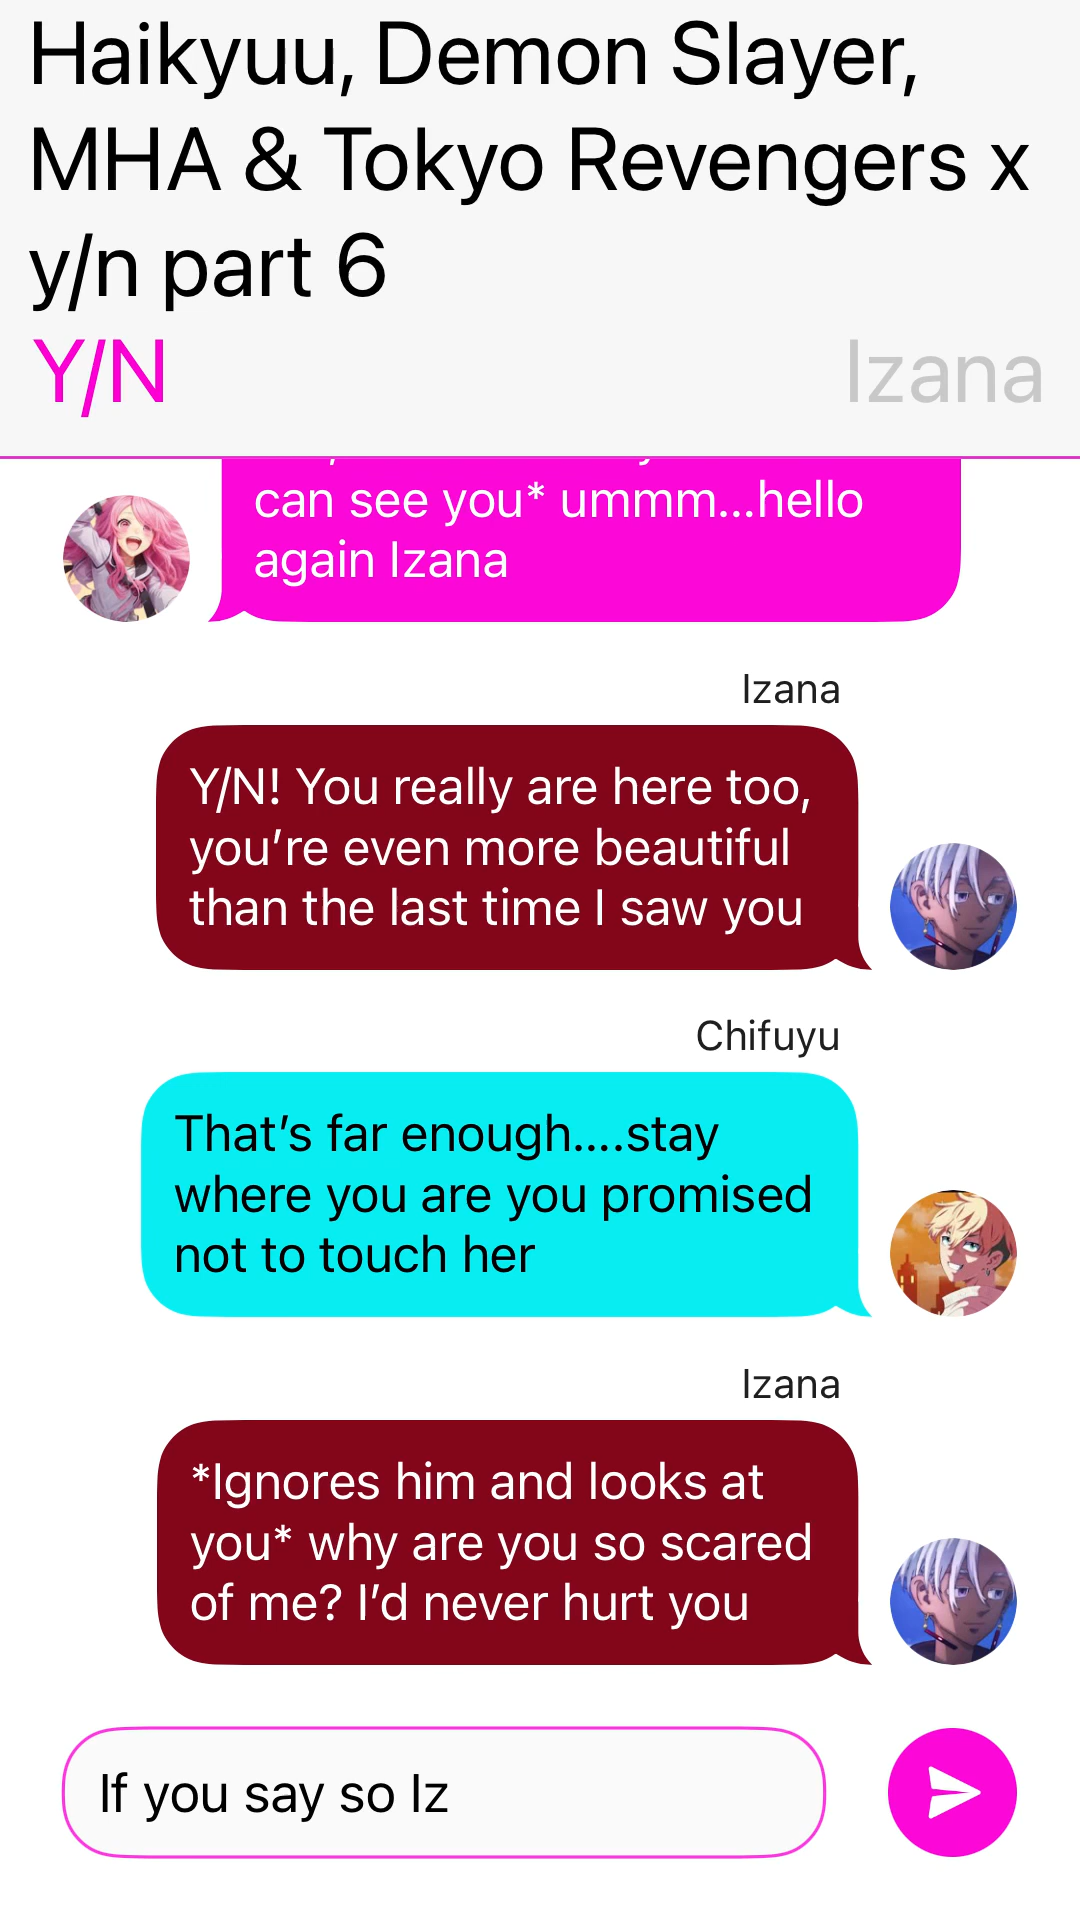 Haikyuu, Demon Slayer,
MHA & Tokyo Revengers x
y/n part 6
Y/N
Izana
can see you* ummm...hello
again Izana
Izana
Y/N! You really are here too,
you’re even more beautiful
than the last time I saw you
Chifuyu
That’s far enough....stay
where you are you promised
not to touch her
Izana
*Ignores him and looks at
you* why are you so scared
of me? I’d never hurt you
If you say so Iz